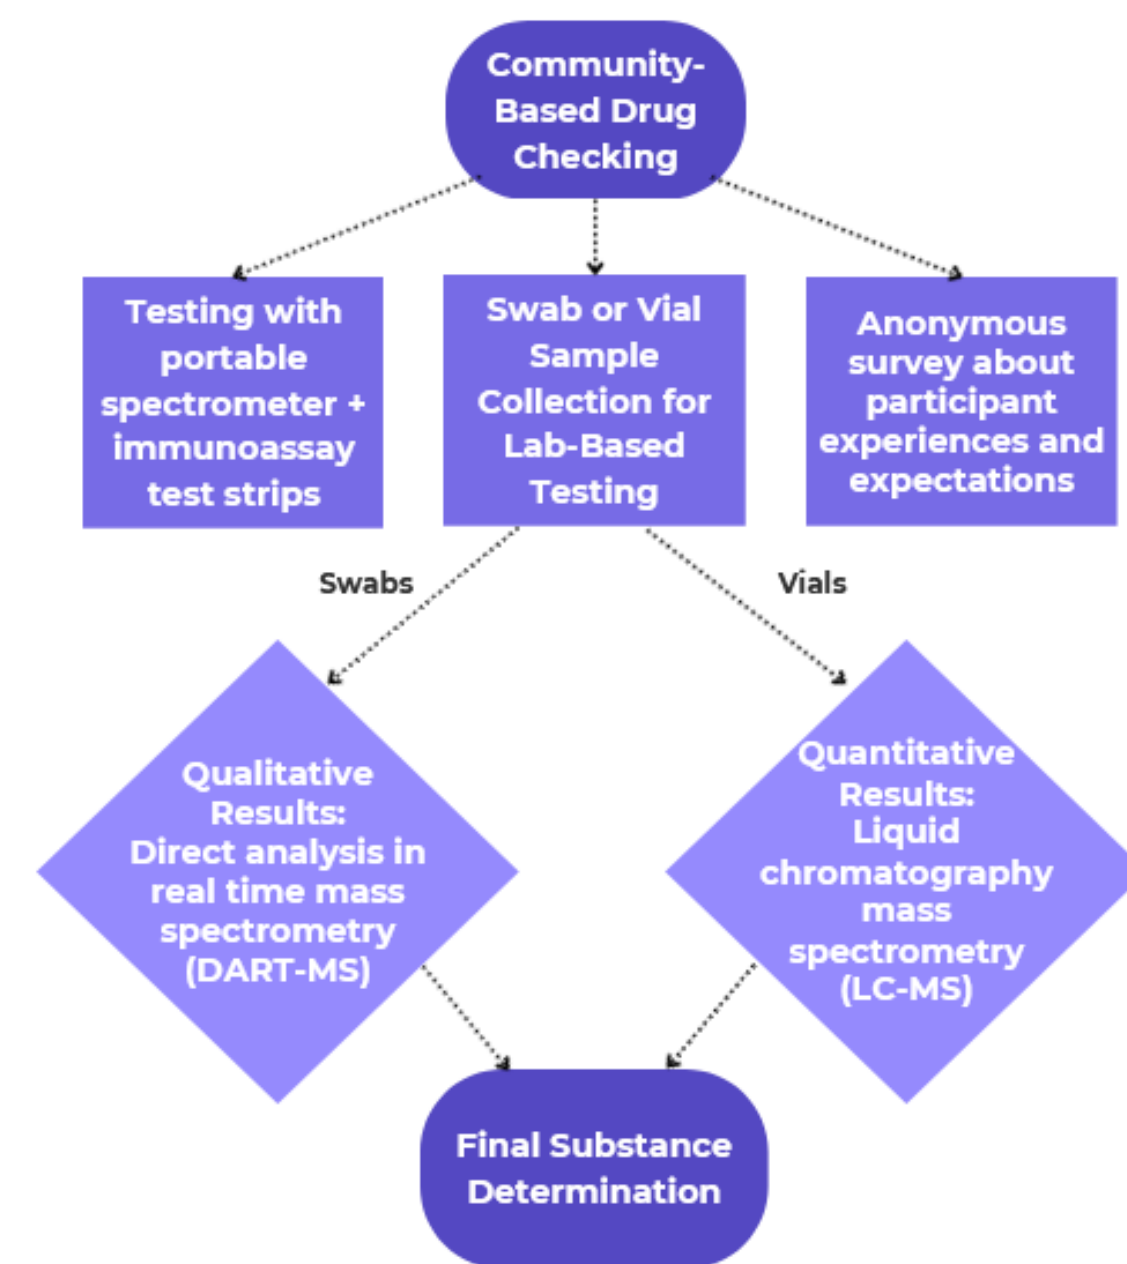 Community-
Based Drug
Checking
Testing with
portable
spectrometer +
immunoassay
test strips
Swab or Vial
Sample
Collection for
Lab-Based
Testing
Anonymous
survey about
participant
experiences and
expectations
Swabs
Vials
Qualitative
Results:
Direct analysis in
real time mass
spectrometry
(DART-MS)
Quantitative
Results:
Liquid
chromatography
mass
spectrometry
(LC-MS)
Final Substance
Determination